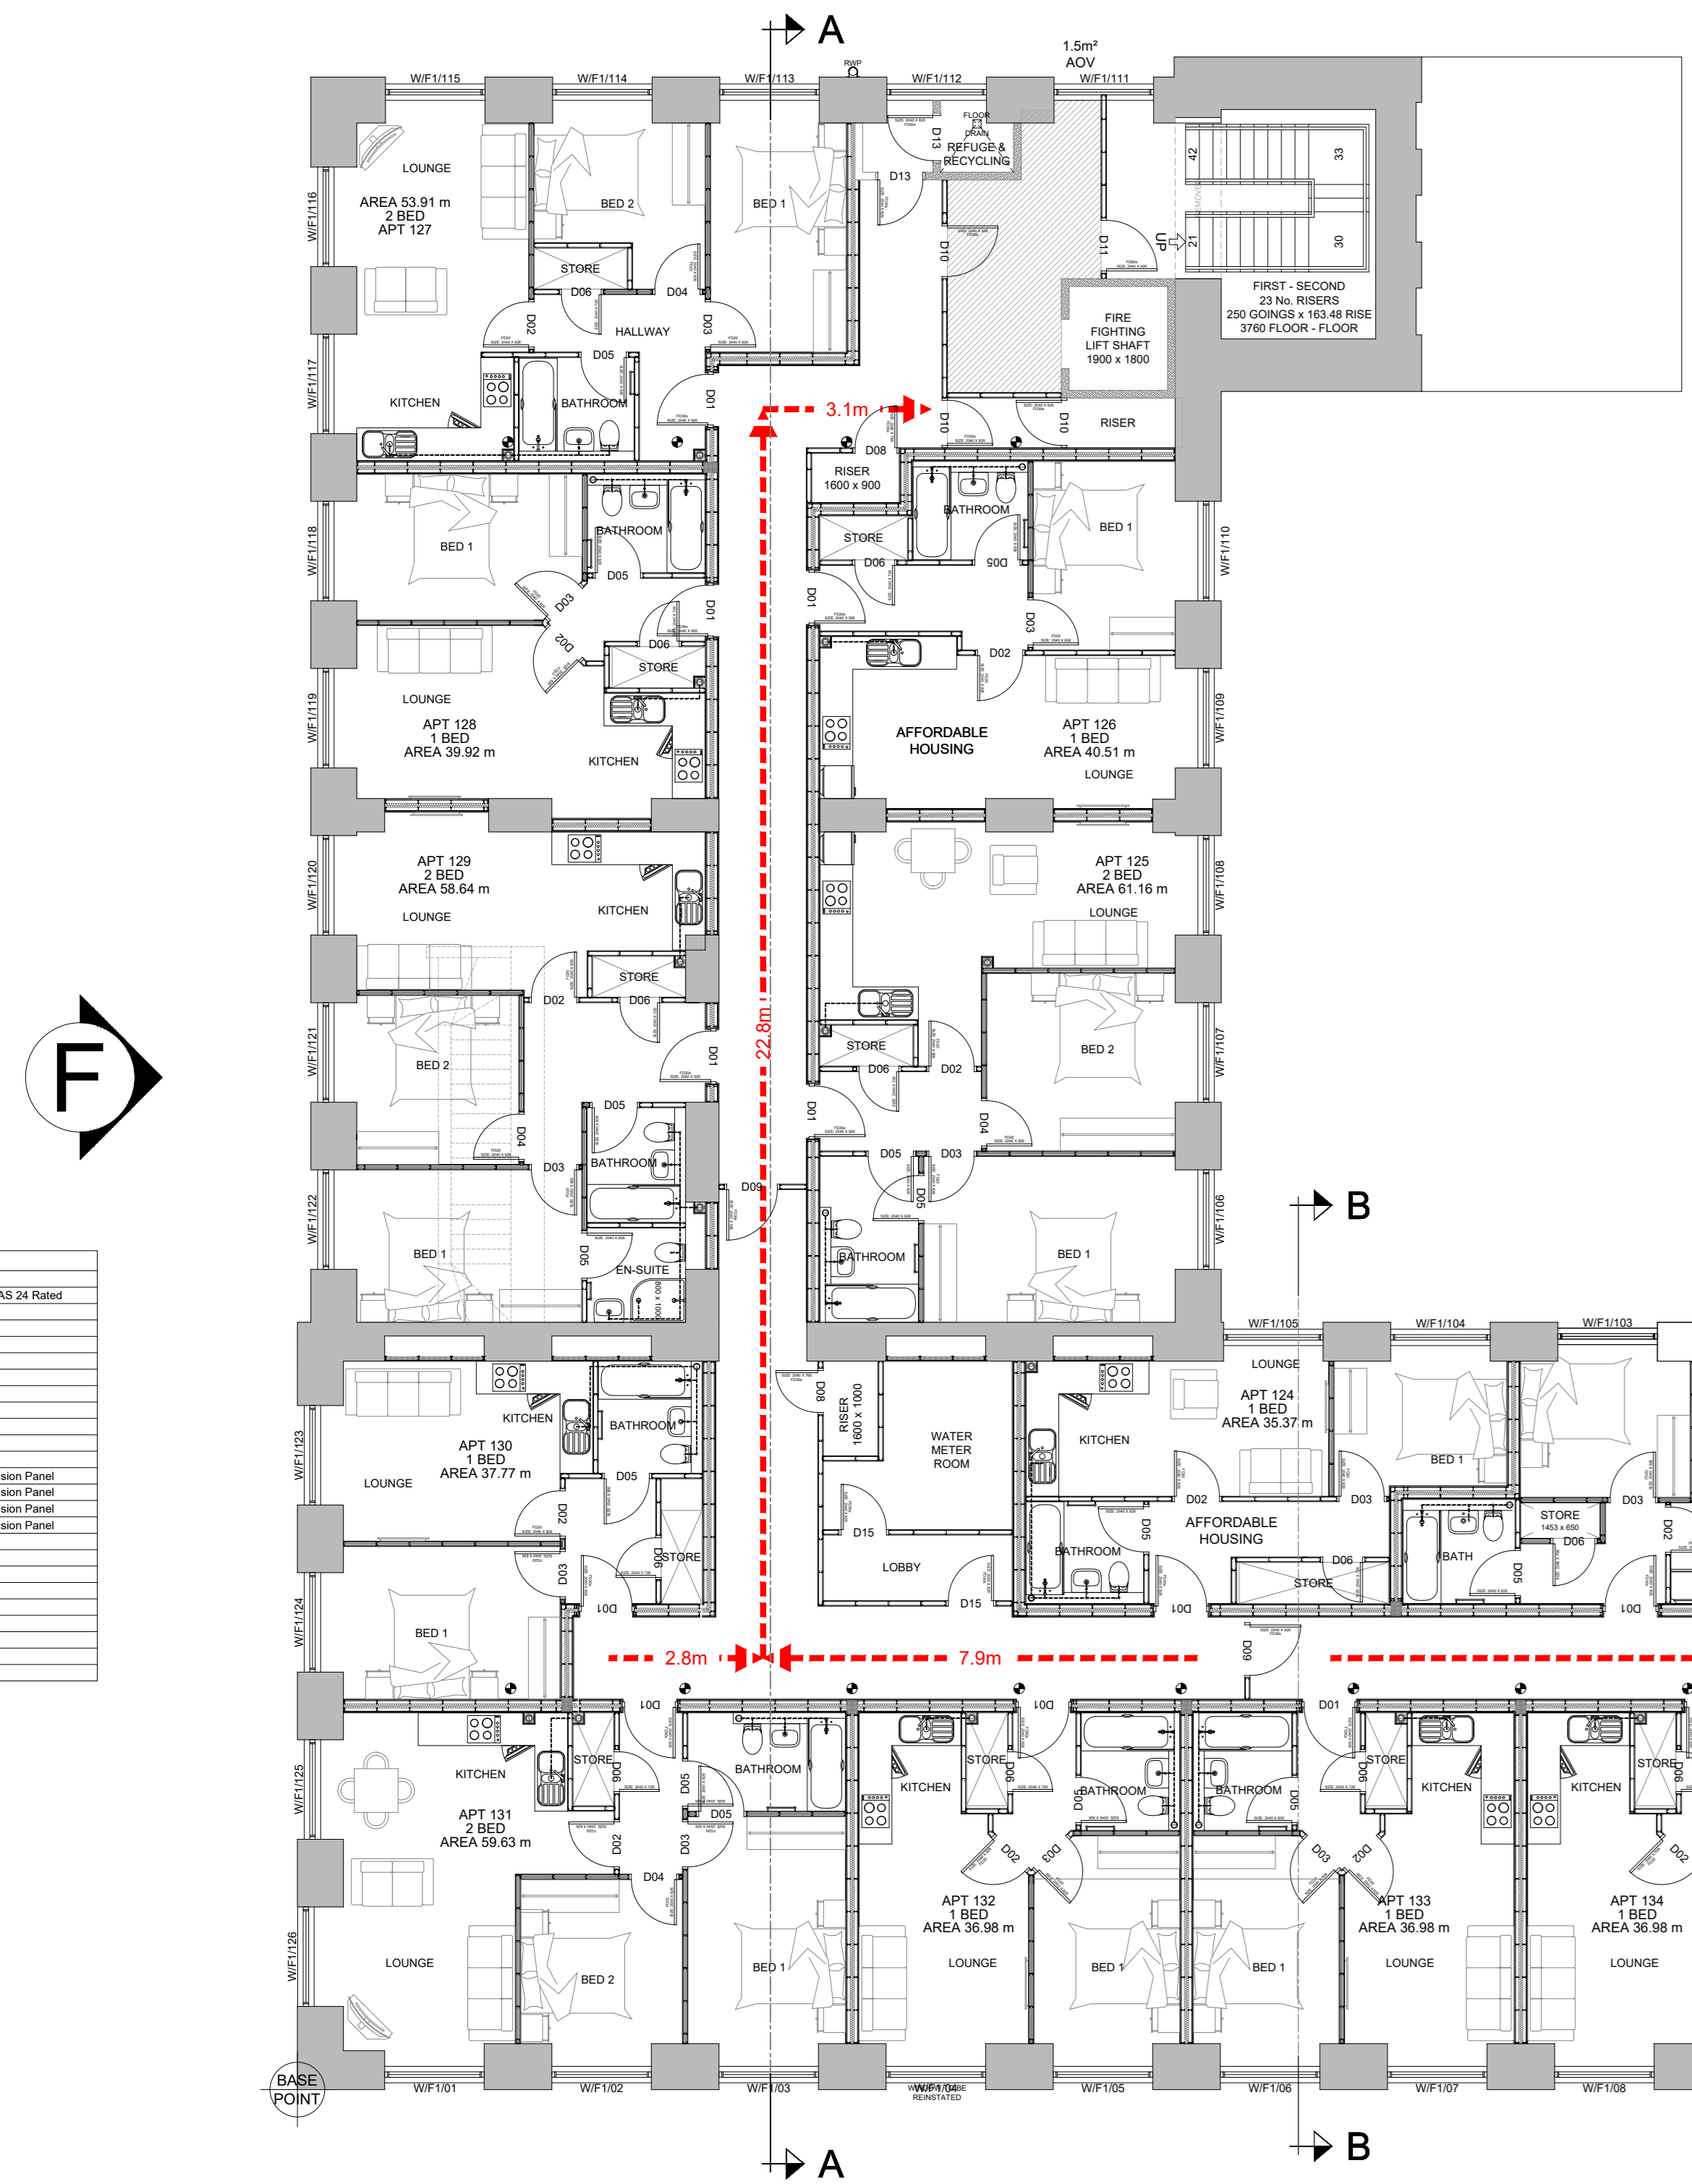 A
1.5m²
AOV
RWP
W/F1/115
W/F1/114
W/F1/113
W/F1/112
W/F1/111
W/F1/116
LOUNGE
AREA 53.91 m
2 BED
APT 127
BED 2
BED 1
STORE
D06
D04
D02
HALLWAY
D03
D05
D01
W/F1/117
KITCHEN
BATHROOM
D13
FLOOR
DRAIN
REFUGE &
RECYCLING
D13
D10
D11
UP
42
33
21
30
REMOVED
FIRST - SECOND
23 No. RISERS
250 GOINGS x 163.48 RISE
3760 FLOOR - FLOOR
FIRE
FIGHTING
LIFT SHAFT
1900 x 1800
3.1m
D10
D10
RISER
D08
RISER
1600 x 900
W/F1/118
BED 1
BATHROOM
D05
D03
D01
D02
D06
STORE
W/F1/119
LOUNGE
APT 128
1 BED
AREA 39.92 m
KITCHEN
STORE
D06
BATHROOM
D05
BED 1
W/F1/110
D01
D03
D02
AFFORDABLE
HOUSING
APT 126
1 BED
AREA 40.51 m
LOUNGE
W/F1/109
W/F1/120
APT 129
2 BED
AREA 58.64 m
LOUNGE
KITCHEN
STORE
D02
D06
W/F1/121
BED 2
D01
D05
D04
BATHROOM
D03
W/F1/122
BED 1
D05
EN-SUITE
800 x 1000
22.8m
D09
APT 125
2 BED
AREA 61.16 m
LOUNGE
W/F1/108
STORE
D06
D02
BED 2
W/F1/107
D01
D04
D05
D03
D05
BATHROOM
BED 1
W/F1/106
F
B
AS 24 Rated
sion Panel
sion Panel
sion Panel
sion Panel
W/F1/105
W/F1/104
W/F1/103
W/F1/123
APT 130
1 BED
AREA 37.77 m
LOUNGE
KITCHEN
BATHROOM
D05
D02
D03
D06
STORE
D01
W/F1/124
BED 1
D08
RISER
1600 x 1000
WATER
METER
ROOM
D15
LOBBY
D15
LOUNGE
APT 124
1 BED
AREA 35.37 m
KITCHEN
BED 1
D02
D03
AFFORDABLE
HOUSING
D05
BATHROOM
D06
STORE
D01
STORE
1453 x 650
D06
D03
D02
BATH
D05
D01
2.8m
7.9m
D09
D01
D01
D01
W/F1/125
KITCHEN
STORE
D06
APT 131
2 BED
AREA 59.63 m
D05
D05
BATHROOM
D02
D03
D04
W/F1/126
LOUNGE
BED 2
BED 1
KITCHEN
STORE
D06
D05
BATHROOM
D02
D03
APT 132
1 BED
AREA 36.98 m
LOUNGE
BED 1
BATHROOM
D05
D06
STORE
KITCHEN
D03
D02
APT 133
1 BED
AREA 36.98 m
BED 1
LOUNGE
KITCHEN
STORE
D06
D02
APT 134
1 BED
AREA 36.98 m
LOUNGE
BASE
POINT
W/F1/01
W/F1/02
W/F1/03
W/F1/04
REINSTATED
W/F1/05
W/F1/06
W/F1/07
W/F1/08
A
B